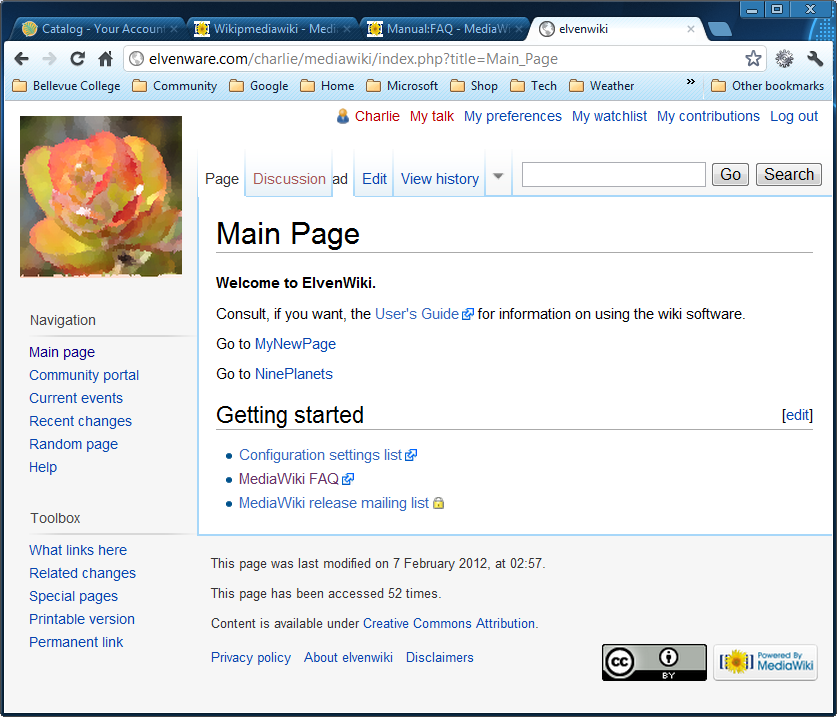 Catalog - Your Accoun
Wikipmediawiki - Medi
Manual:FAQ - MediaW
elvenwiki
elvenware.com/charlie/mediawiki/index.php?title=Main_Page
Bellevue College Community Google Home Microsoft Shop Tech Weather » Other bookmarks
Charlie My talk My preferences My watchlist My contributions Log out
Page Discussion ad Edit View history Go Search
Main Page
Welcome to ElvenWiki.
Consult, if you want, the User's Guide for information on using the wiki software.
Go to MyNewPage
Go to NinePlanets
Getting started [edit]
Configuration settings list
MediaWiki FAQ
MediaWiki release mailing list
Navigation
Main page
Community portal
Current events
Recent changes
Random page
Help
Toolbox
What links here
Related changes
Special pages
Printable version
Permanent link
This page was last modified on 7 February 2012, at 02:57.
This page has been accessed 52 times.
Content is available under Creative Commons Attribution.
Privacy policy About elvenwiki Disclaimers
cc BY
Powered By
MediaWiki